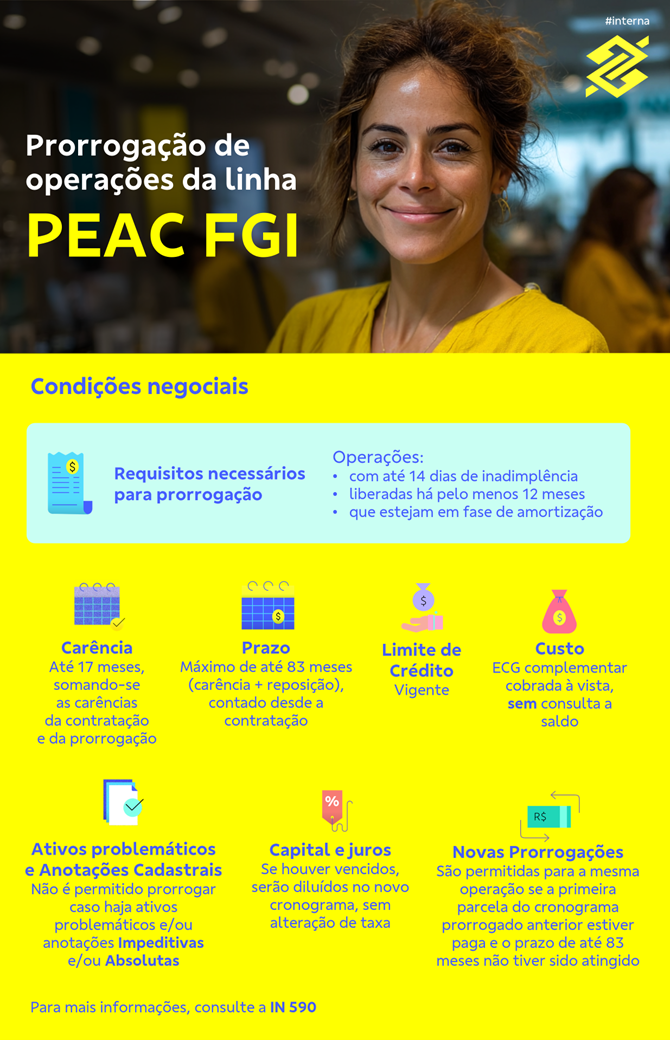 #interna
Prorrogação de
operações da linha
PEAC FGI
Condições negociais
Requisitos necessários
para prorrogação
Operações:
• com até 14 dias de inadimplência
• liberadas há pelo menos 12 meses
• que estejam em fase de amortização
$
Carência
Até 17 meses,
somando-se
as carências
da contratação
e da prorrogação
$
Prazo
Máximo de até 83 meses
(carência + reposição),
contado desde a
contratação
$
Limite de
Crédito
Vigente
$
Custo
ECG complementar
cobrada à vista,
sem consulta a
saldo
Ativos problemáticos
e Anotações Cadastrais
Não é permitido prorrogar
caso haja ativos
problemáticos e/ou
anotações Impeditivas
e/ou Absolutas
%
Capital e juros
Se houver vencidos,
serão diluídos no novo
cronograma, sem
alteração de taxa
R$
Novas Prorrogações
São permitidas para a mesma
operação se a primeira
parcela do cronograma
prorrogado anterior estiver
paga e o prazo de até 83
meses não tiver sido atingido
Para mais informações, consulte a IN 590